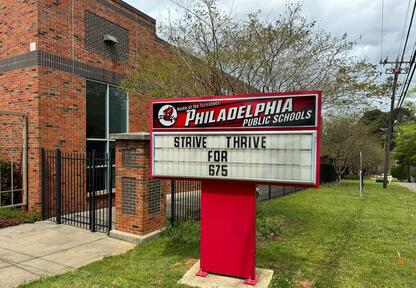 Home of the Tornadoes!
PHILADELPHIA
PUBLIC SCHOOLS
STRIVE THRIVE
FOR
675